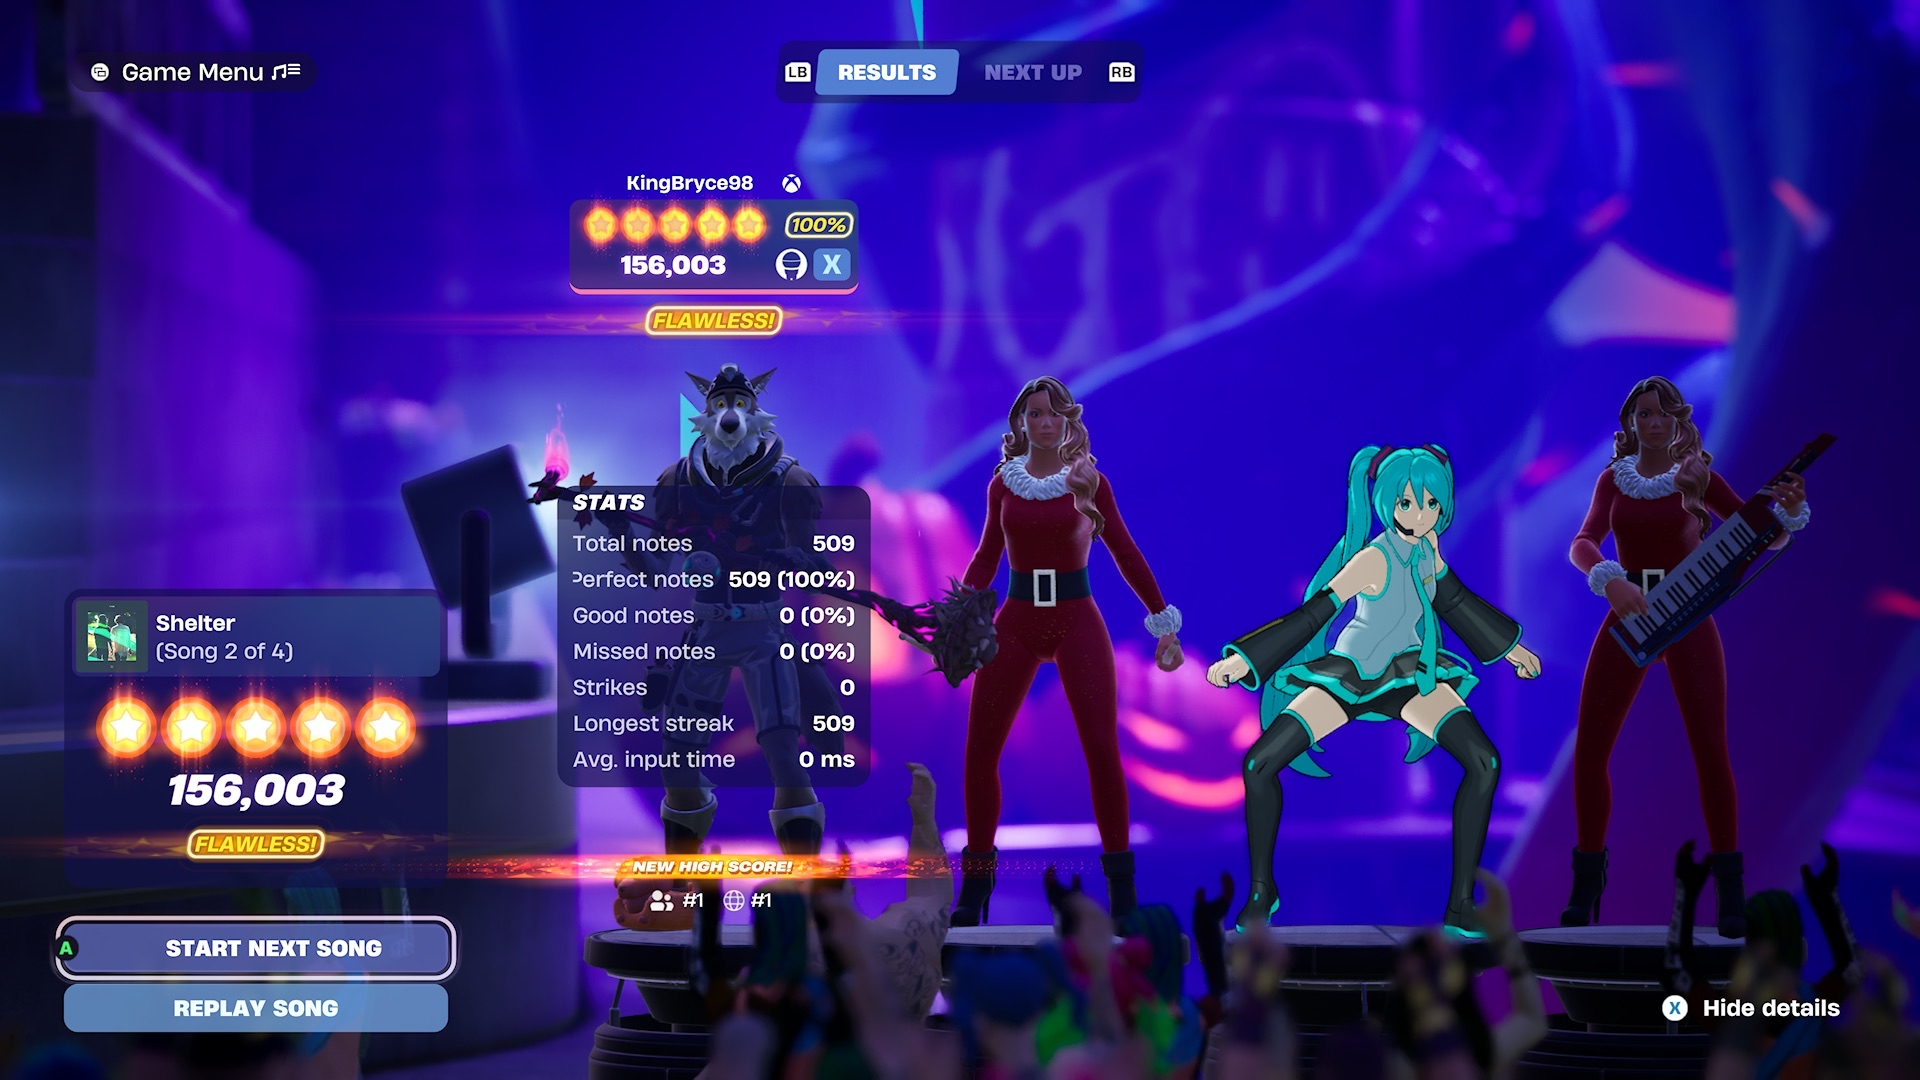 Game Menu
LB RESULTS NEXT UP RB
KingBryce98
100%
156,003 X
FLAWLESS!
STATS
Total notes 509
Perfect notes 509 (100%)
Good notes 0 (0%)
Missed notes 0 (0%)
Strikes 0
Longest streak 509
Avg. input time 0 ms
Shelter
(Song 2 of 4)
156,003
FLAWLESS!
NEW HIGH SCORE!
#1 #1
A START NEXT SONG
REPLAY SONG
X Hide details